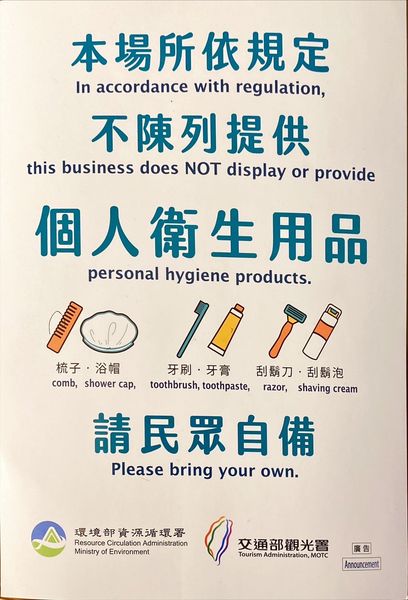 本場所依規定
In accordance with regulation,
不陳列提供
this business does NOT display or provide
個人衛生用品
personal hygiene products.
梳子・浴帽 牙刷・牙膏 刮鬍刀・刮鬍泡
comb, shower cap, toothbrush, toothpaste, razor, shaving cream
請民眾自備
Please bring your own.
環境部資源循環署
Resource Circulation Administration
Ministry of Environment
交通部觀光署
Tourism Administration, MOTC
廣告
Announcement